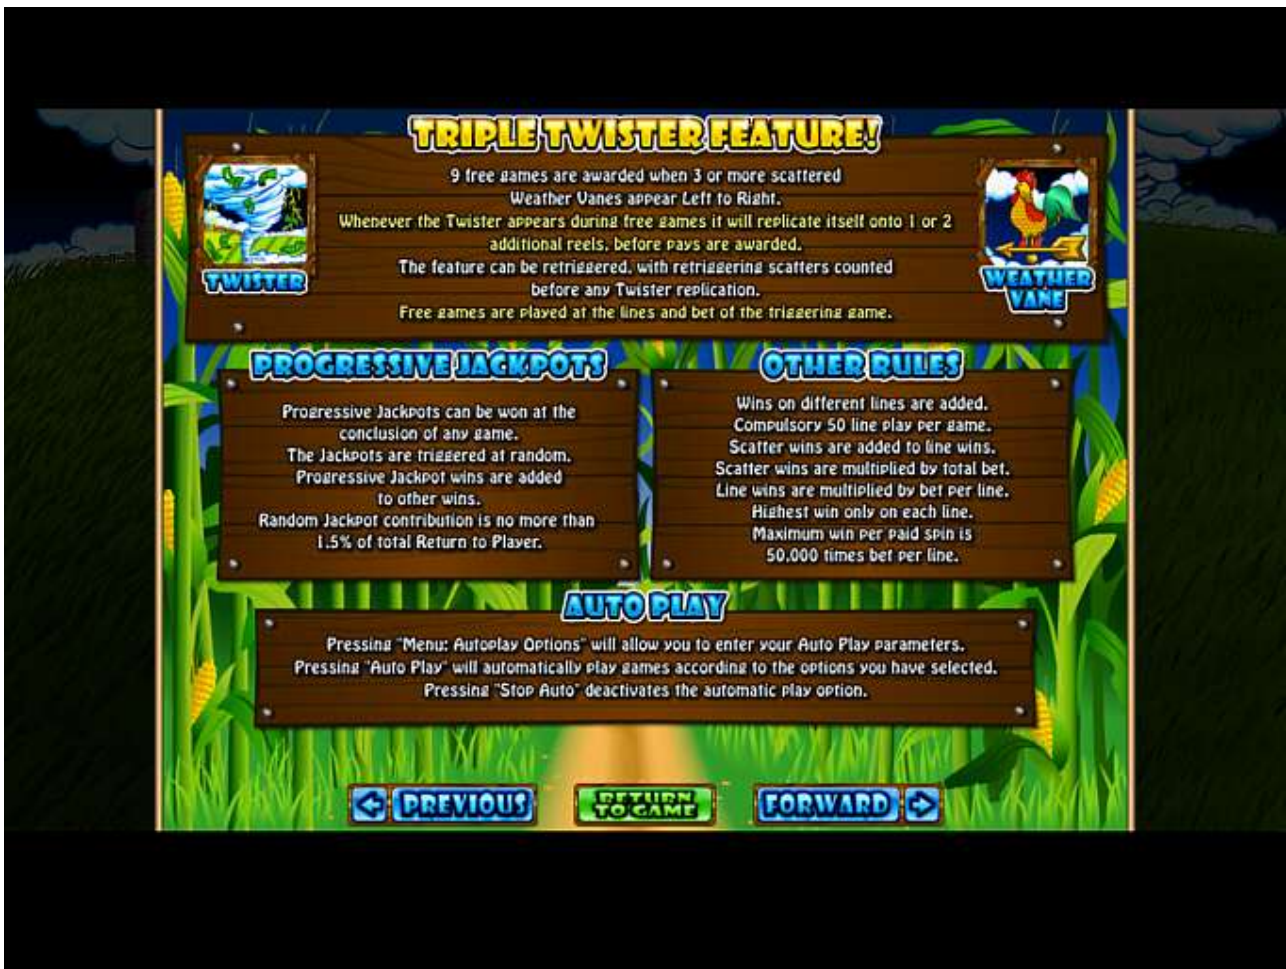 TRIPLE TWISTER FEATURE!
9 free games are awarded when 3 or more scattered
Weather Vanes appear Left to Right.
Whenever the Twister appears during free games it will replicate itself onto 1 or 2
additional reels, before pays are awarded.
The feature can be retriggered, with retriggering scatters counted
before any Twister replication.
Free games are played at the lines and bet of the triggering game.
TWISTER
WEATHER
VANE
PROGRESSIVE JACKPOTS
Progressive Jackpots can be won at the
conclusion of any game.
The Jackpots are triggered at random.
Progressive Jackpot wins are added
to other wins.
Random Jackpot contribution is no more than
1.5% of total Return to Player.
OTHER RULES
Wins on different lines are added.
Compulsory 50 line play per game.
Scatter wins are added to line wins.
Scatter wins are multiplied by total bet.
Line wins are multiplied by bet per line.
Highest win only on each line.
Maximum win per paid spin is
50,000 times bet per line.
AUTO PLAY
Pressing "Menu: Autoplay Options" will allow you to enter your Auto Play parameters.
Pressing "Auto Play" will automatically play games according to the options you have selected.
Pressing "Stop Auto" deactivates the automatic play option.
PREVIOUS
RETURN
TO GAME
FORWARD